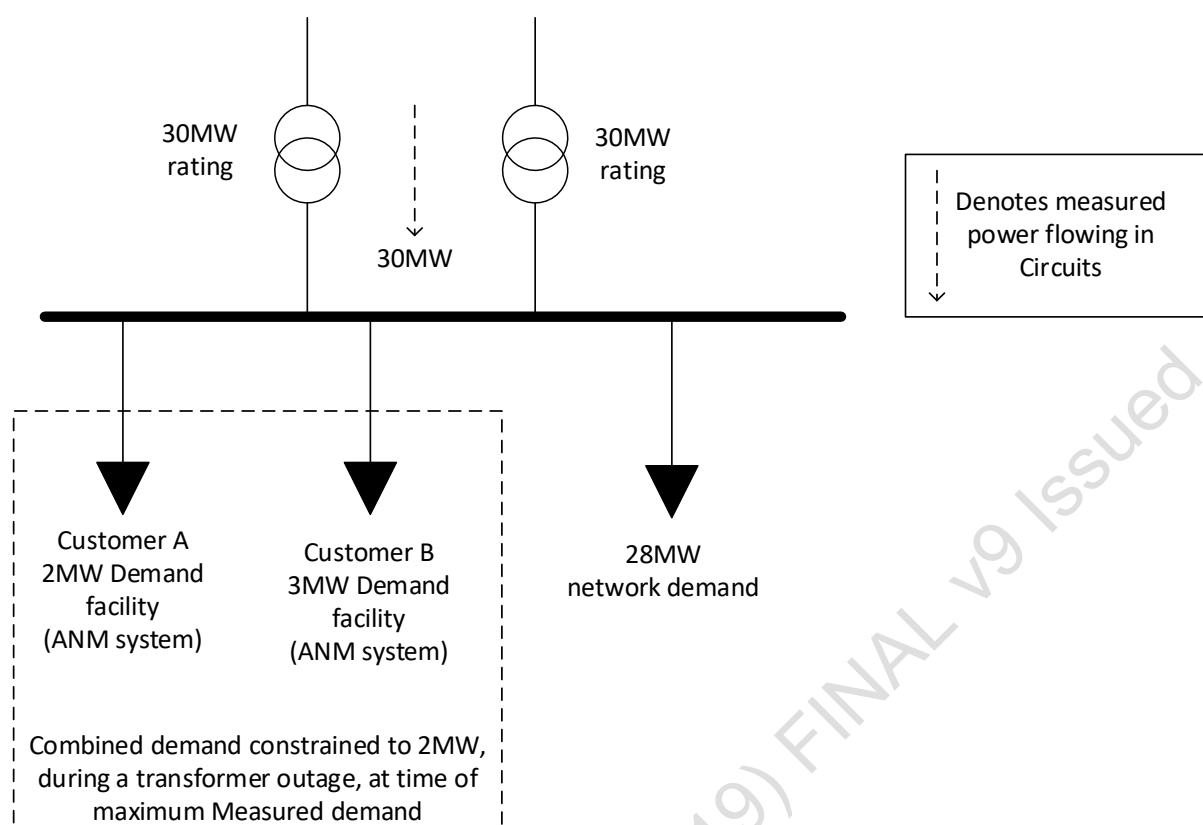 30MW
rating
30MW
30MW
rating
Denotes measured
power flowing in
Circuits
Customer A
2MW Demand
facility
(ANM system)
Customer B
3MW Demand
facility
(ANM system)
28MW
network demand
Combined demand constrained to 2MW,
during a transformer outage, at time of
maximum Measured demand
9) FINAL v9 Issued